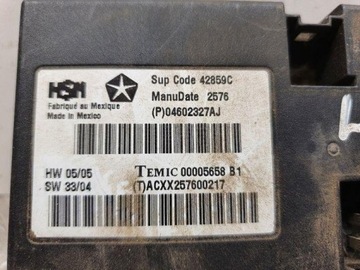 HSM
Sup Code 42859C
ManuDate 2576
(P)04602327AJ
Fabriqué au Mexique
Made in Mexico
HW 05/05
SW 33/04
TEMIC 00005658 B1
(T)ACXX257600217